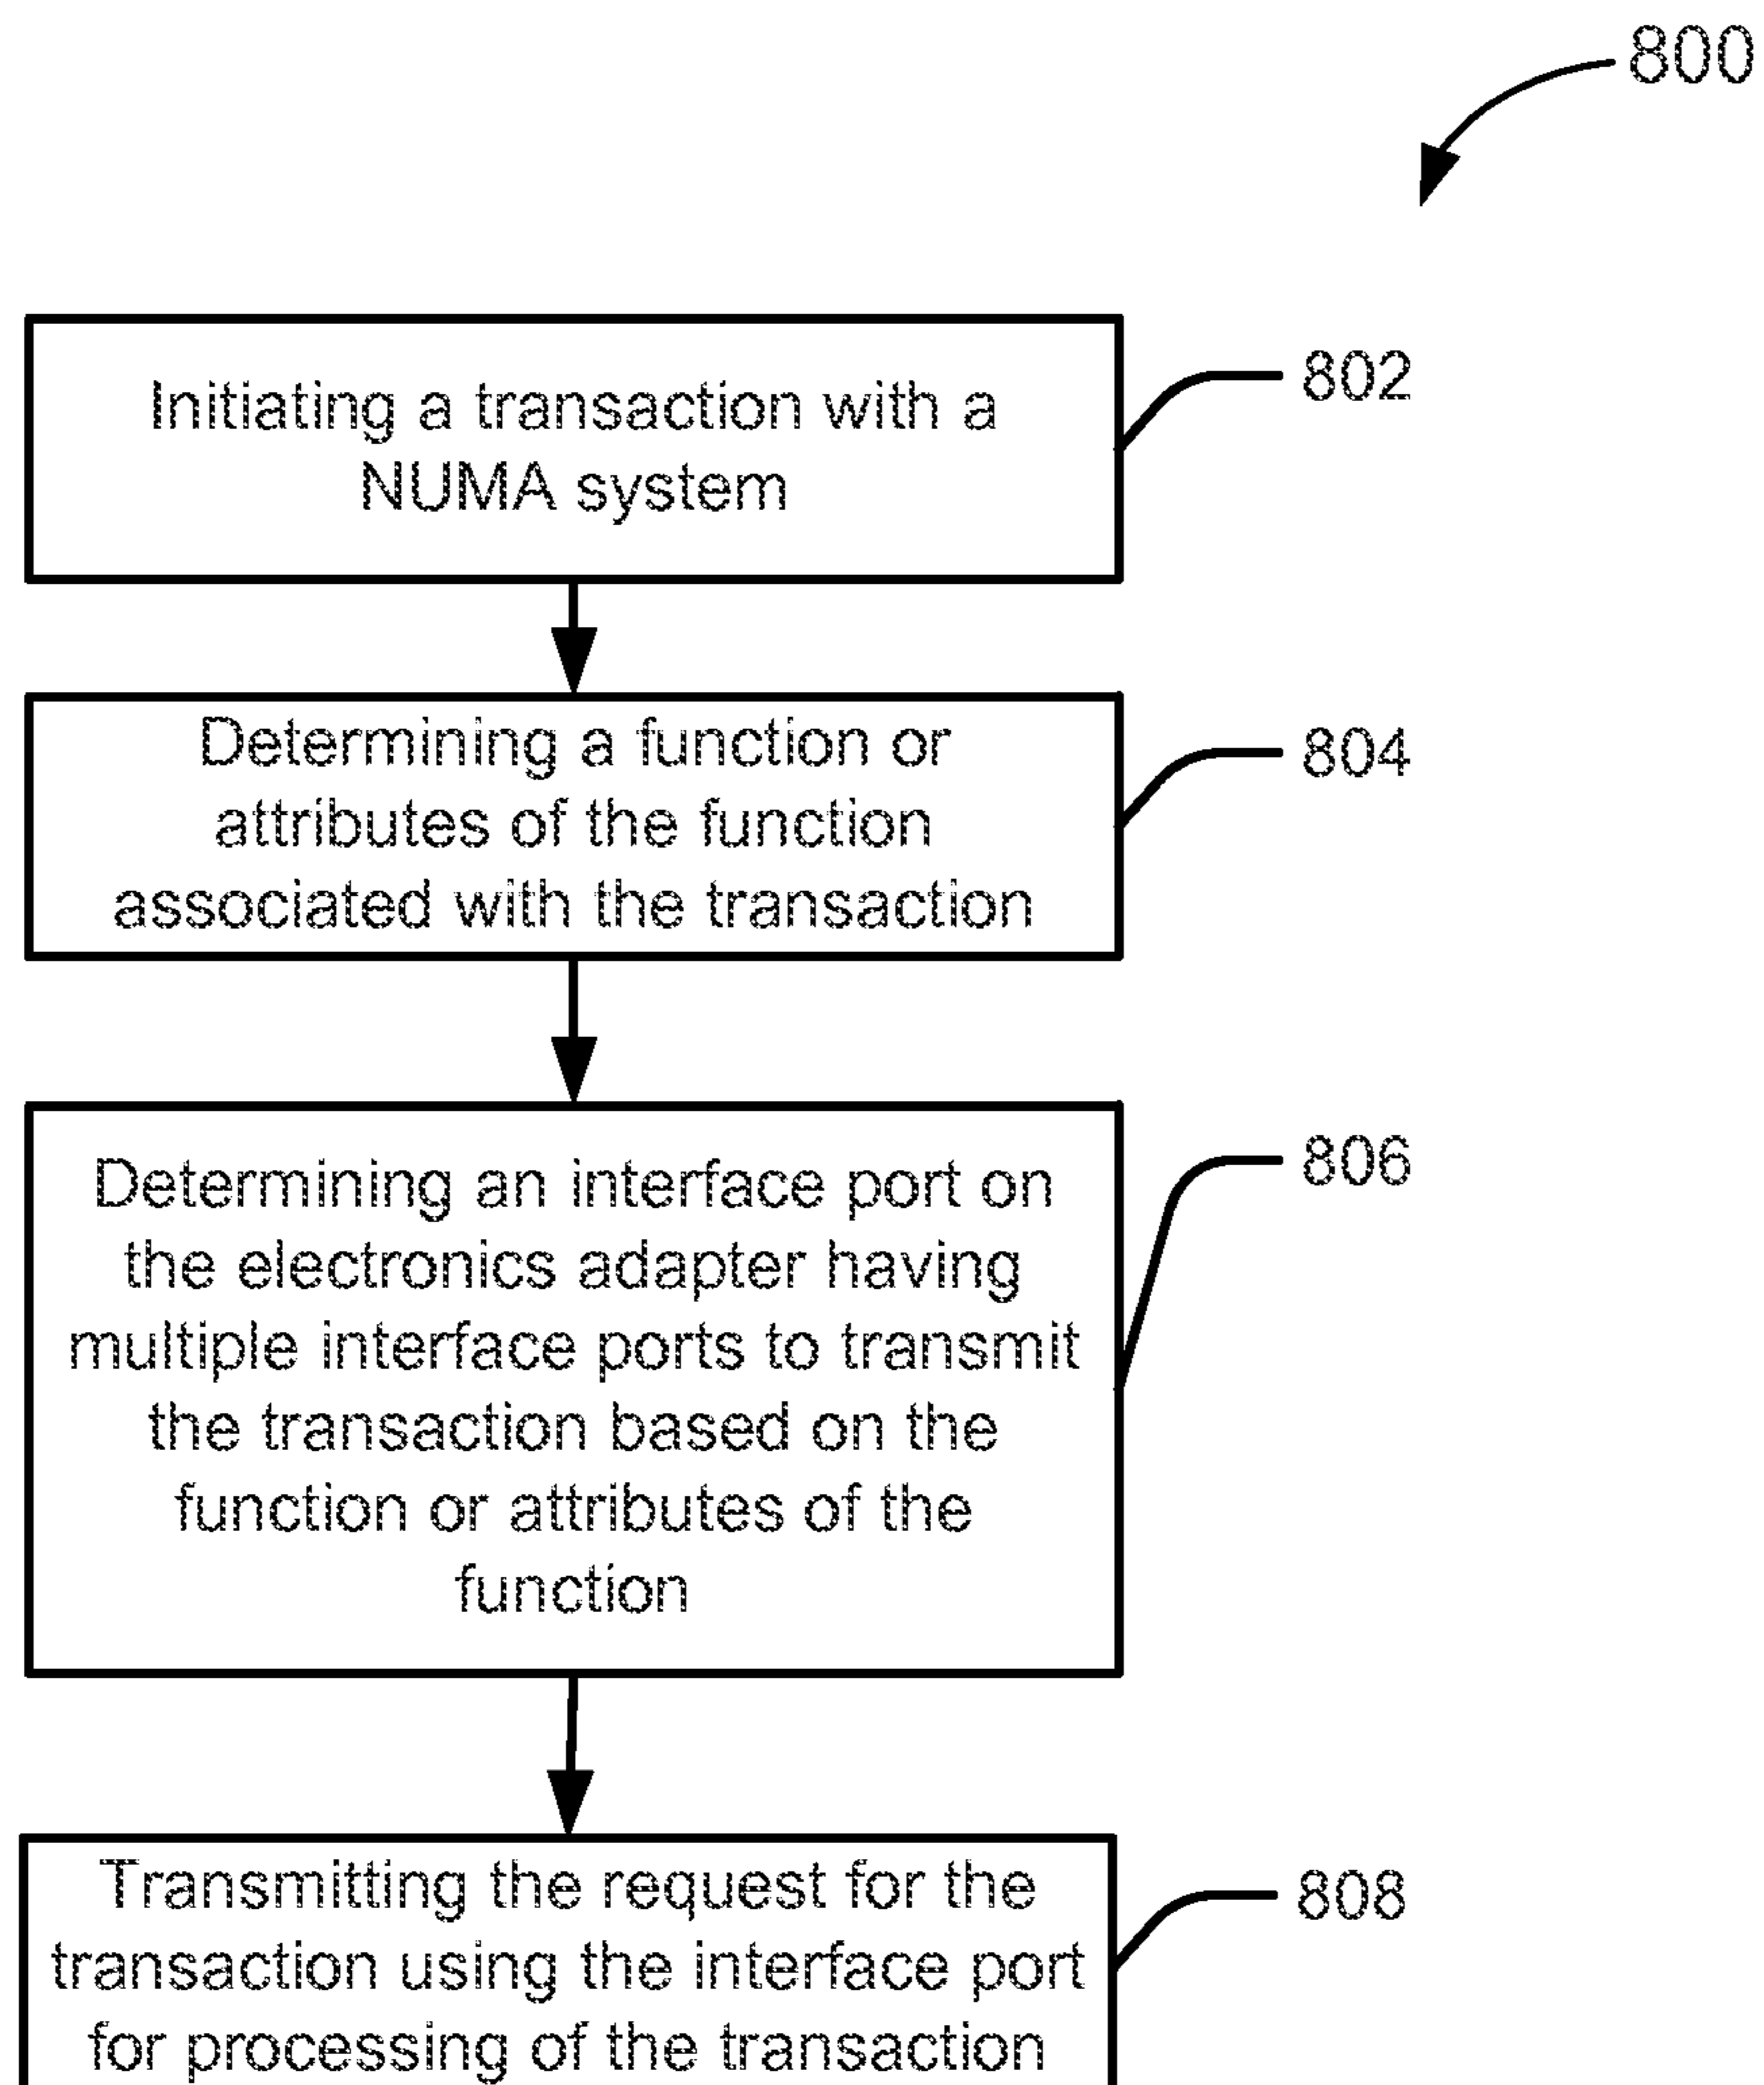 800
Initiating a transaction with a
NUMA system
802
Determining a function or
attributes of the function
associated with the transaction
804
Determining an interface port on
the electronics adapter having
multiple interface ports to transmit
the transaction based on the
function or attributes of the
function
806
Transmitting the request for the
transaction using the interface port
for processing of the transaction
808